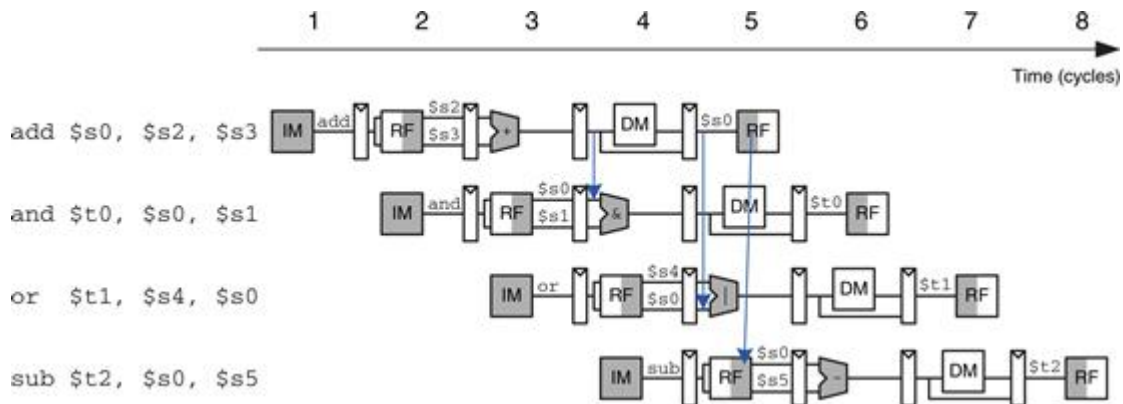 1 2 3 4 5 6 7 8
Time (cycles)
add $s0, $s2, $s3 IM add RF $s2 $s3 + DM $s0 RF
and $t0, $s0, $s1 IM and RF $s0 $s1 & DM $t0 RF
or $t1, $s4, $s0 IM or RF $s4 $s0 | DM $t1 RF
sub $t2, $s0, $s5 IM sub RF $s0 $s5 - DM $t2 RF